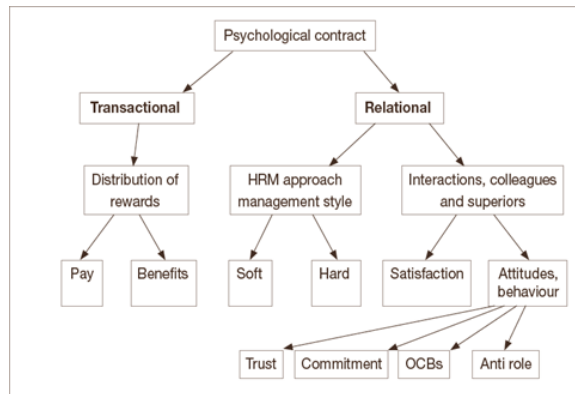 Psychological contract
Transactional
Relational
Distribution of
rewards
HRM approach
management style
Interactions, colleagues
and superiors
Pay
Benefits
Soft
Hard
Satisfaction
Attitudes,
behaviour
Trust
Commitment
OCBs
Anti role